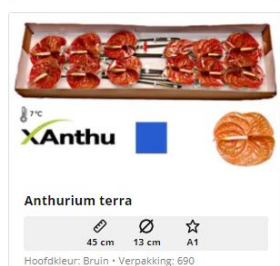 7°C
XAnthu
Anthurium terra
45 cm
13 cm
A1
Hoofdkleur: Bruin • Verpakking: 690